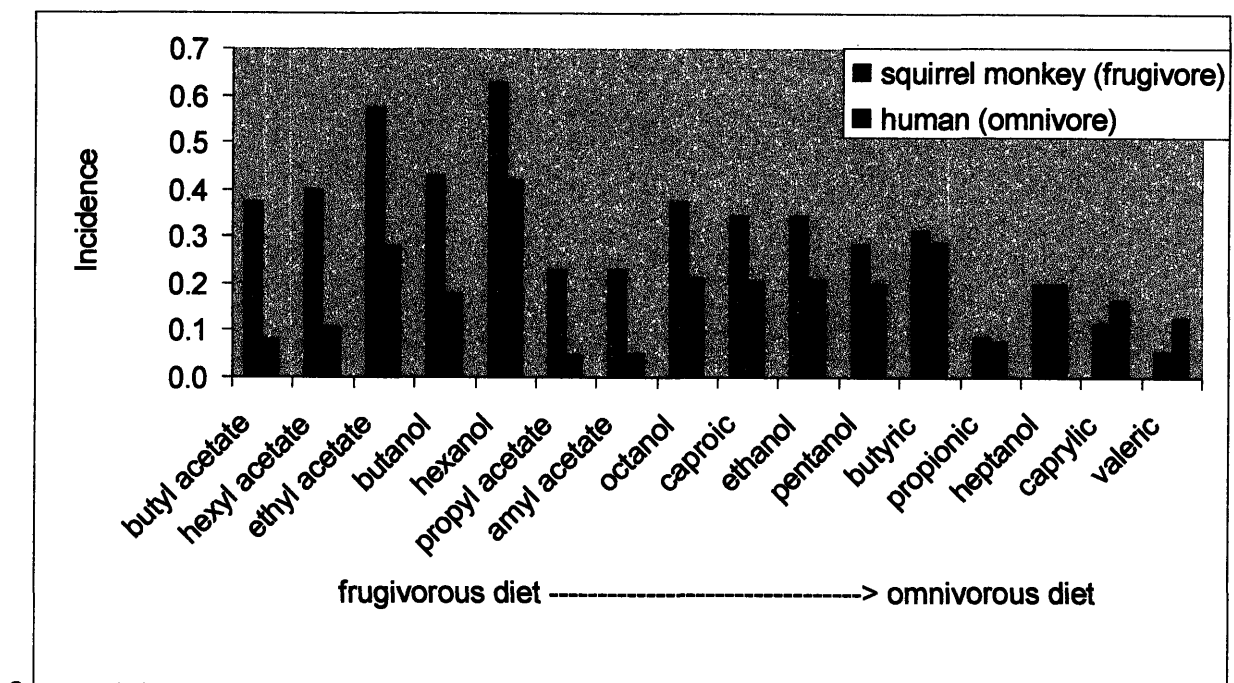 0.7
0.6
0.5
0.4
0.3
0.2
0.1
0.0
Incidence
squirrel monkey (frugivore)
human (omnivore)
butyl acetate
hexyl acetate
ethyl acetate
butanol
hexanol
propyl acetate
amyl acetate
octanol
caproic
ethanol
pentanol
butyric
propionic
heptanol
caprylic
valeric
frugivorous diet --------------------------------> omnivorous diet